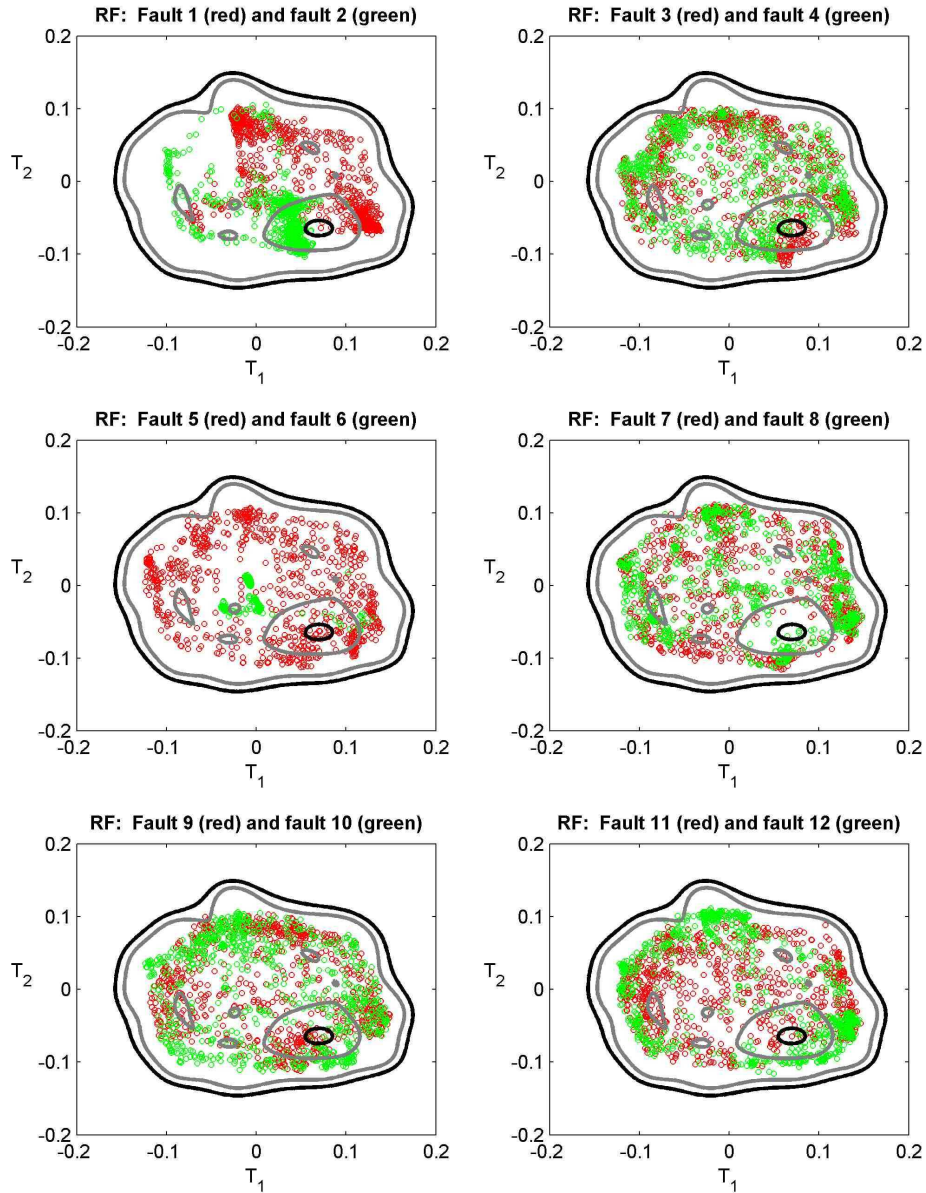 RF: Fault 1 (red) and fault 2 (green)
RF: Fault 3 (red) and fault 4 (green)
0.2
0.1
0
-0.1
-0.2
T2
-0.2 -0.1 0 0.1 0.2
T1
0.2
0.1
0
-0.1
-0.2
T2
-0.2 -0.1 0 0.1 0.2
T1
RF: Fault 5 (red) and fault 6 (green)
RF: Fault 7 (red) and fault 8 (green)
0.2
0.1
0
-0.1
-0.2
T2
-0.2 -0.1 0 0.1 0.2
T1
0.2
0.1
0
-0.1
-0.2
T2
-0.2 -0.1 0 0.1 0.2
T1
RF: Fault 9 (red) and fault 10 (green)
RF: Fault 11 (red) and fault 12 (green)
0.2
0.1
0
-0.1
-0.2
T2
-0.2 -0.1 0 0.1 0.2
T1
0.2
0.1
0
-0.1
-0.2
T2
-0.2 -0.1 0 0.1 0.2
T1